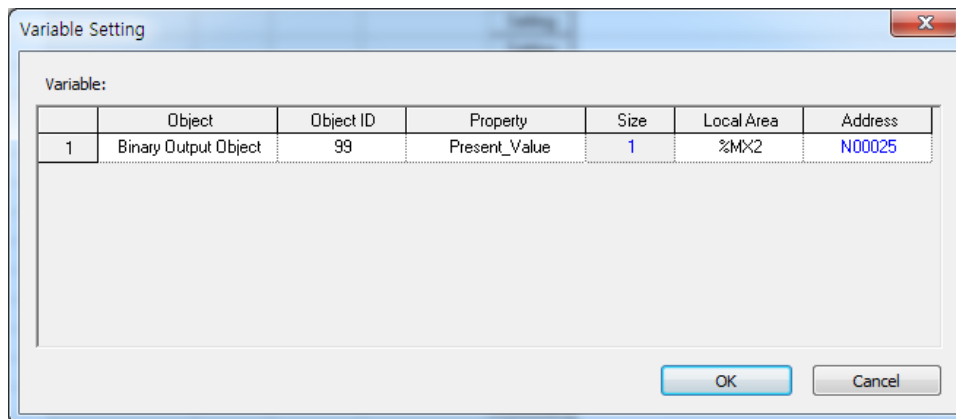 Variable Setting
Variable:
Object Object ID Property Size Local Area Address
1 Binary Output Object 99 Present_Value 1 %MX2 N00025
OK Cancel